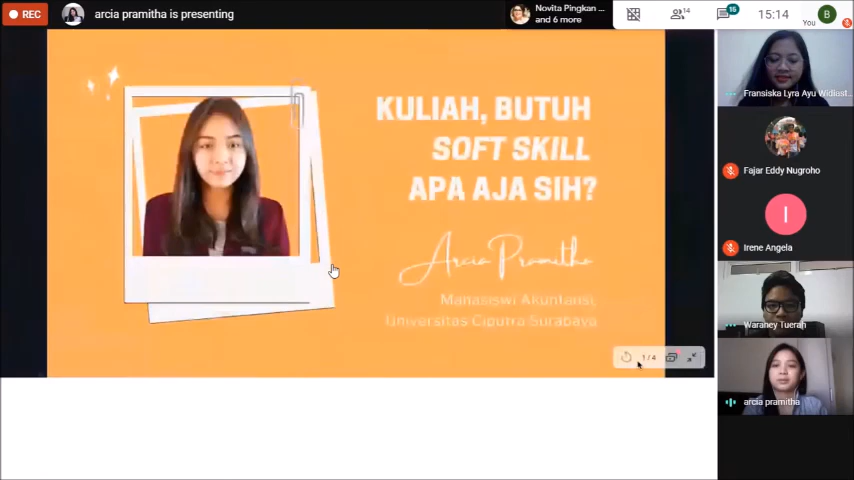 REC
arcia pramitha is presenting
Novita Pingkan ...
and 6 more
14
15
15:14
You
B
KULIAH, BUTUH
SOFT SKILL
APA AJA SIH?
Arcia Pramitha
Mahasiswi Akuntansi,
Universitas Ciputra Surabaya
1/4
Fransiska Lyra Ayu Widiast...
Fajar Eddy Nugroho
I
Irene Angela
Waraney Tuerah
arcia pramitha